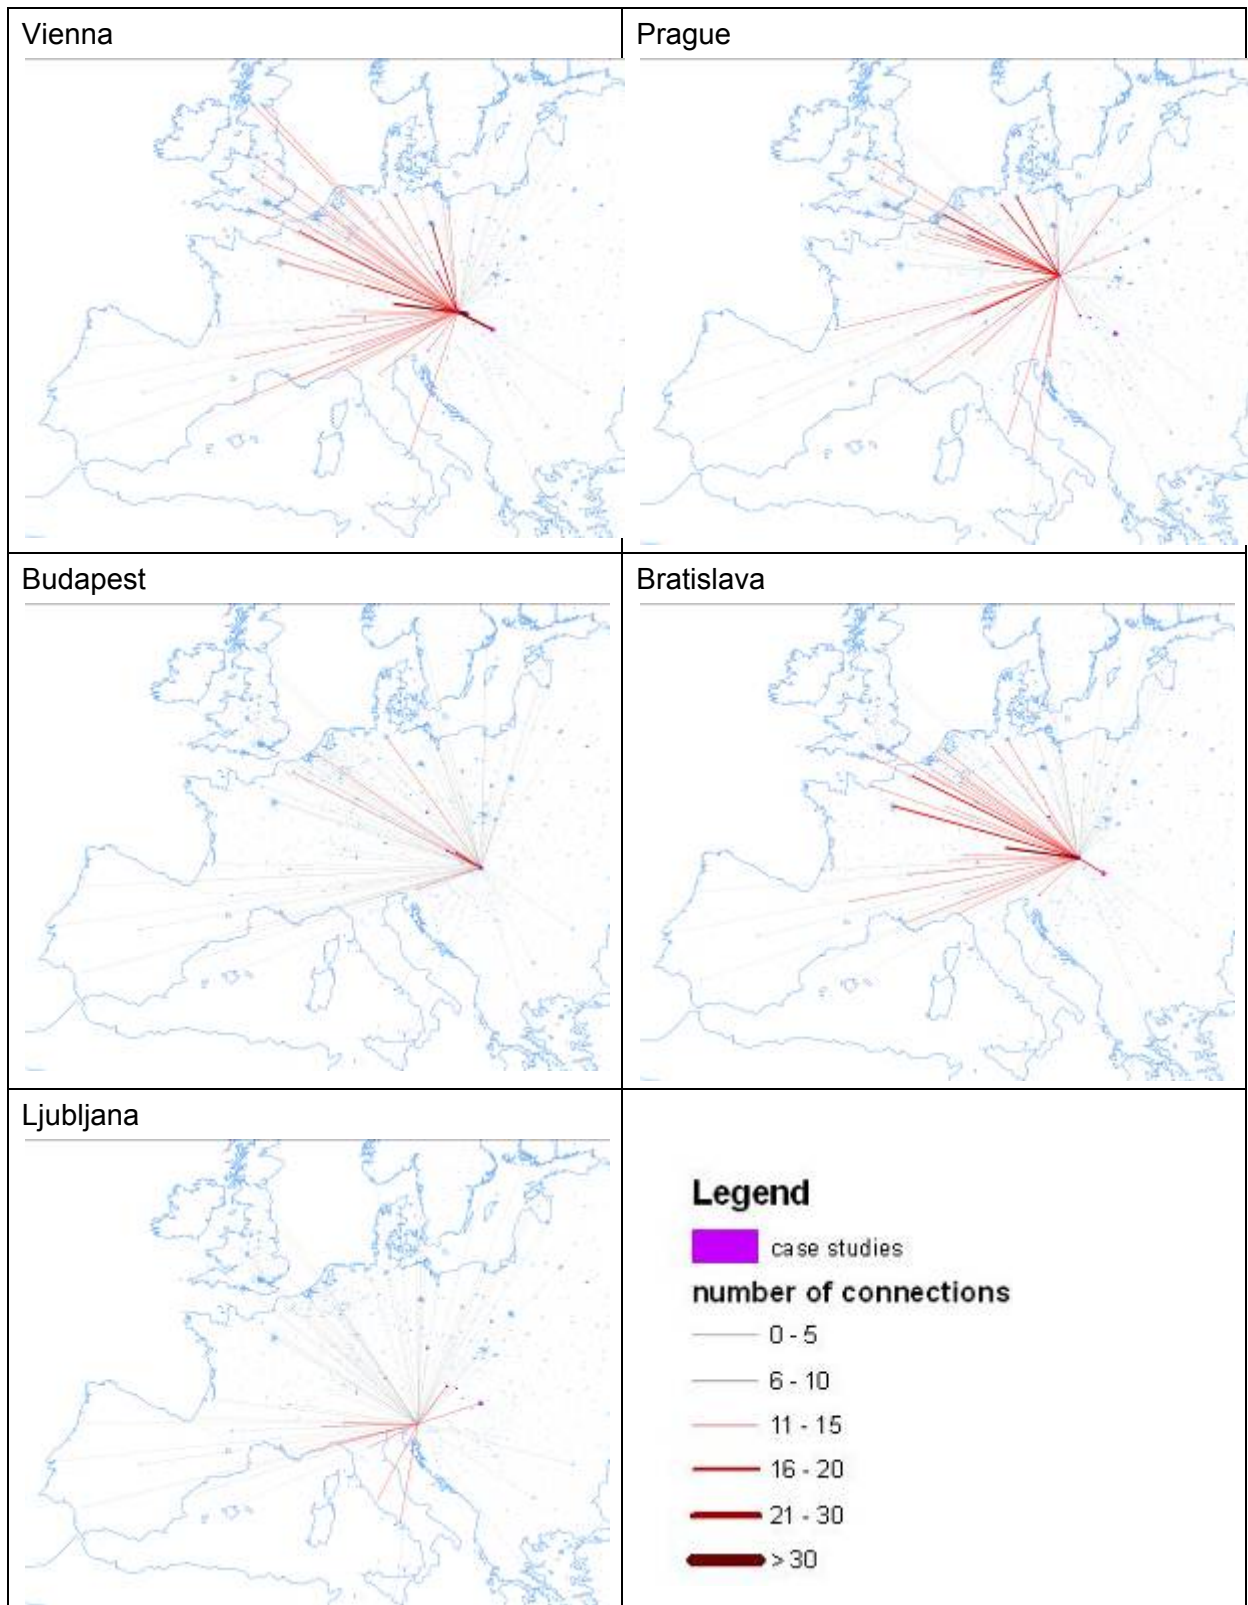 Vienna
Prague
Budapest
Bratislava
Ljubljana
Legend
case studies
number of connections
0 - 5
6 - 10
11 - 15
16 - 20
21 - 30
> 30